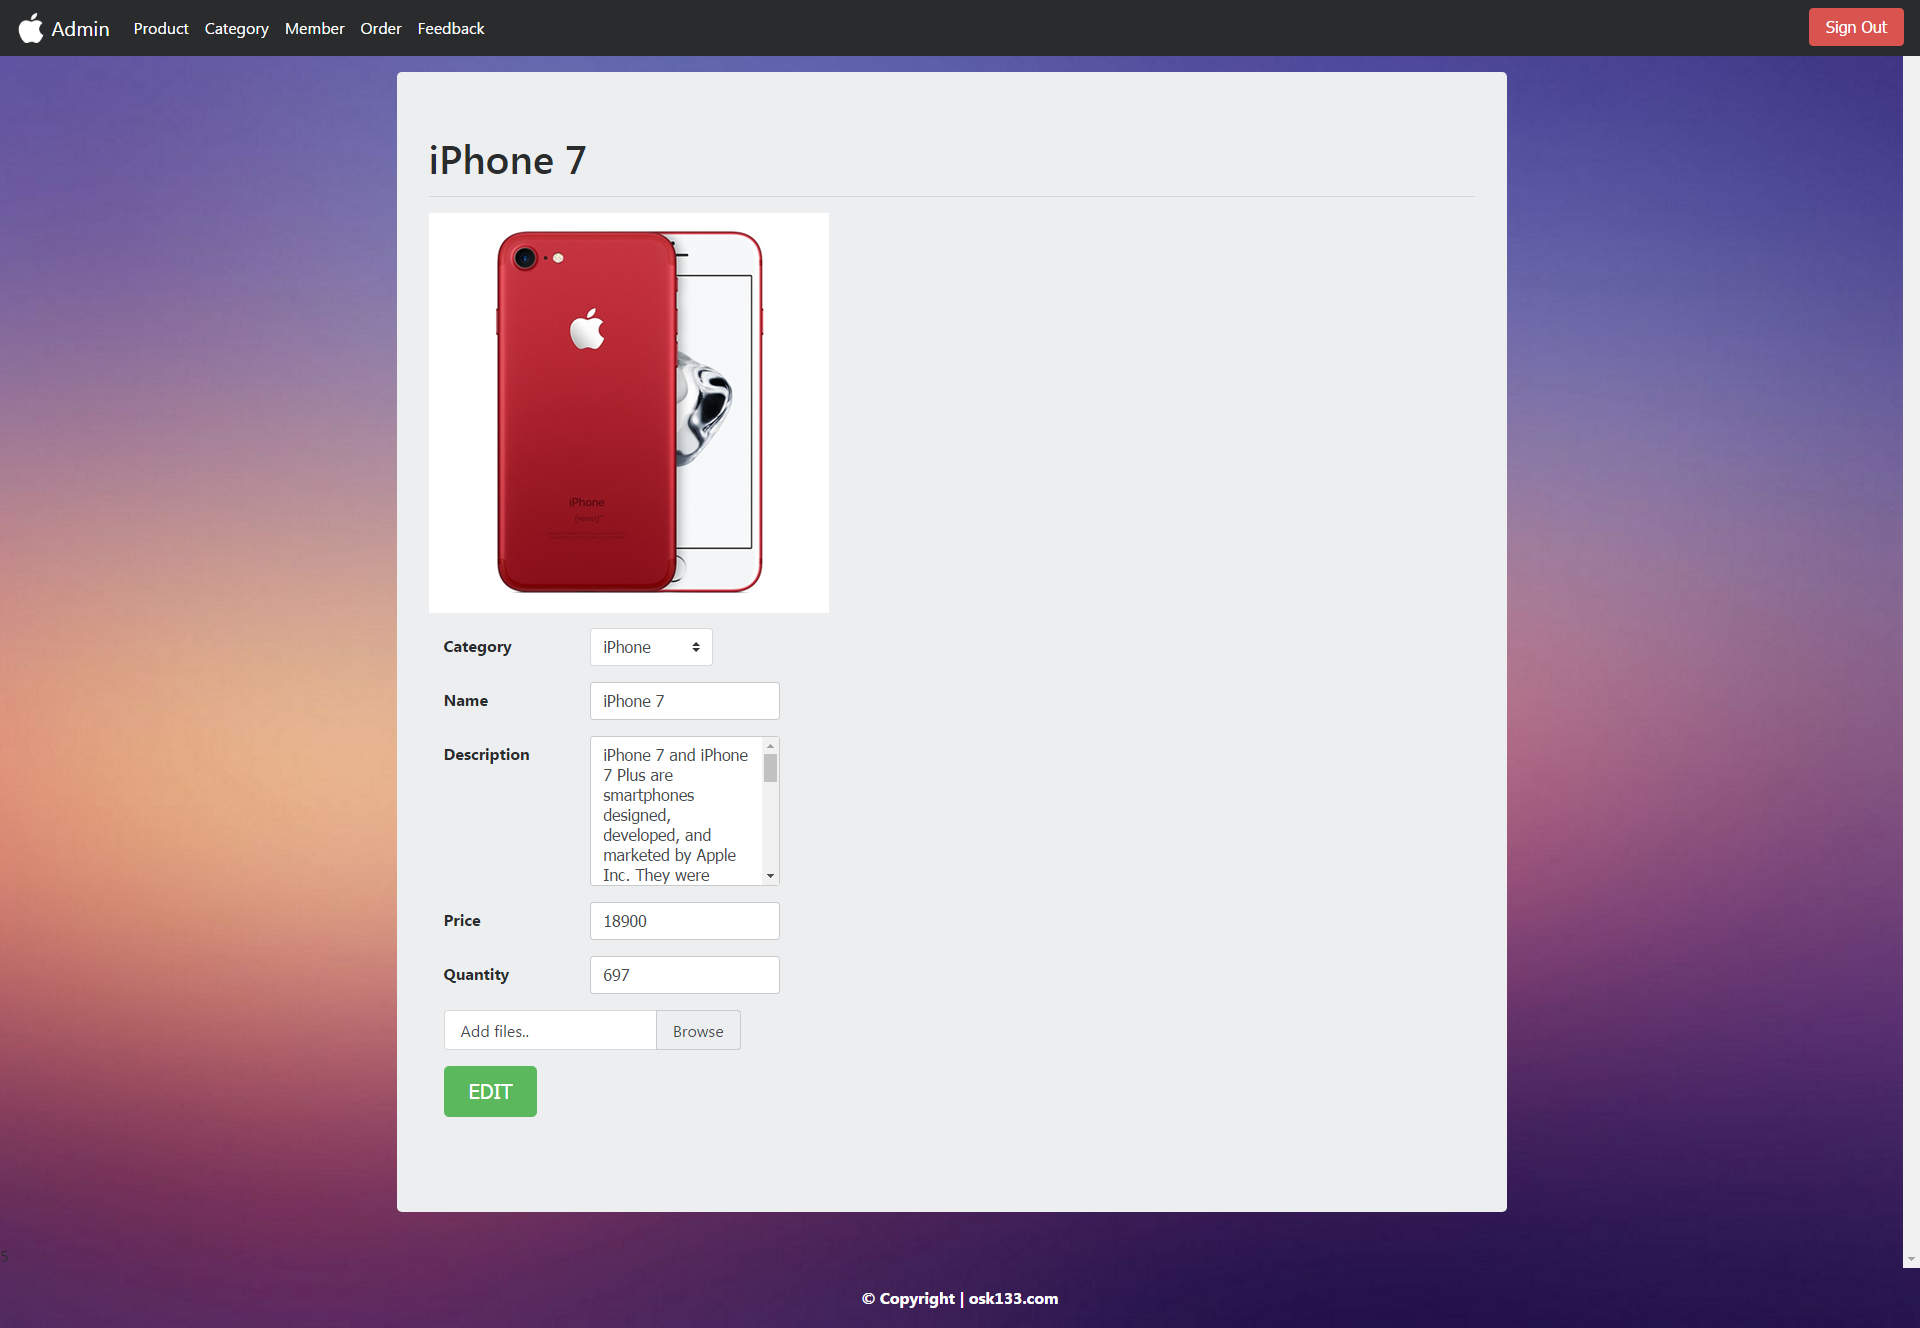 Admin Product Category Member Order Feedback Sign Out
iPhone 7
iPhone
Category iPhone
Name iPhone 7
Description iPhone 7 and iPhone
7 Plus are
smartphones
designed,
developed, and
marketed by Apple
Inc. They were
Price 18900
Quantity 697
Add files.. Browse
EDIT
5
© Copyright | osk133.com